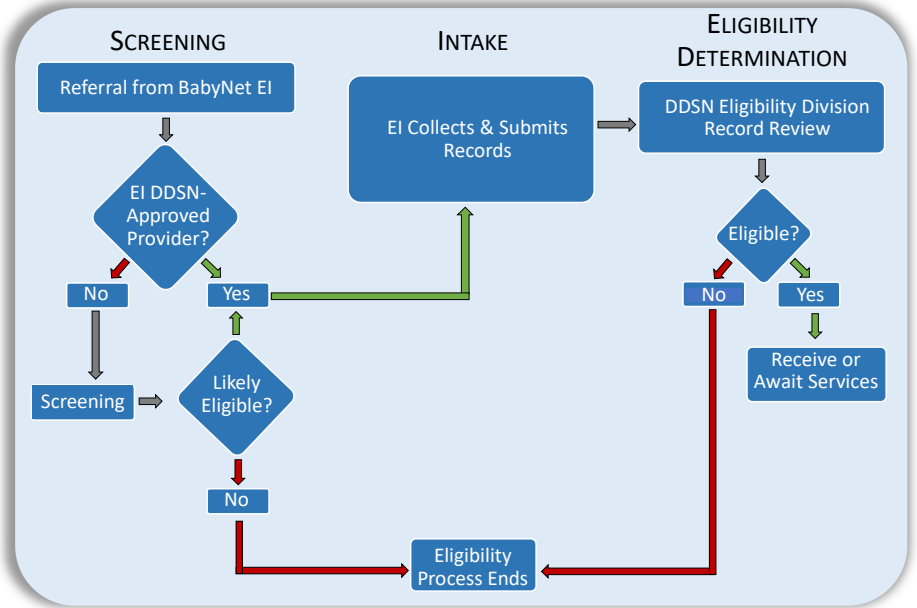 SCREENING
Referral from BabyNet EI
EI DDSN-
Approved
Provider?
No
Yes
Screening
Likely
Eligible?
No
INTAKE
EI Collects & Submits
Records
ELIGIBILITY
DETERMINATION
DDSN Eligibility Division
Record Review
Eligible?
No
Yes
Receive or
Await Services
Eligibility
Process Ends